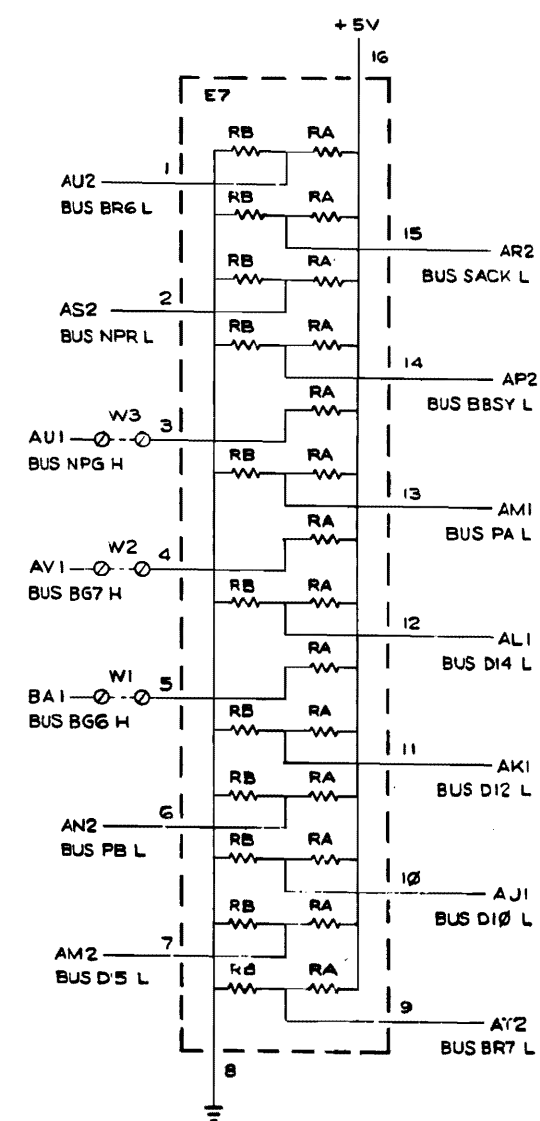 +5V
16
E7
RB RA
1
AU2
BUS BR6 L
RB RA
15
AR2
BUS SACK L
RB RA
2
AS2
BUS NPR L
RB RA
14
AP2
BUS BBSY L
RA
W3
3
AU1
BUS NPG H
RB RA
13
AM1
BUS PA L
RA
W2
4
AV1
BUS BG7 H
RB RA
12
AL1
BUS D14 L
RA
W1
5
BA1
BUS BG6 H
RB RA
11
AK1
BUS D12 L
RB RA
6
AN2
BUS PB L
RB RA
1Ø
AJ1
BUS D1Ø L
RB RA
7
AM2
BUS D15 L
RB RA
9
AT2
BUS BR7 L
8